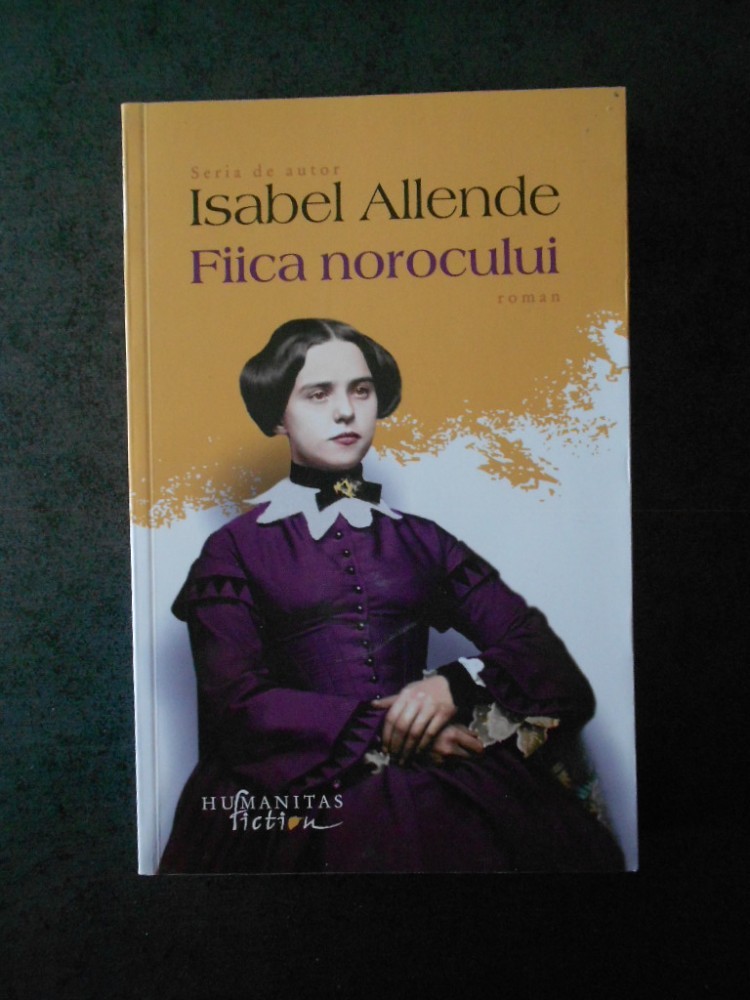 Seria de autor
Isabel Allende
Fiica norocului
roman
HUMANITAS
fiction